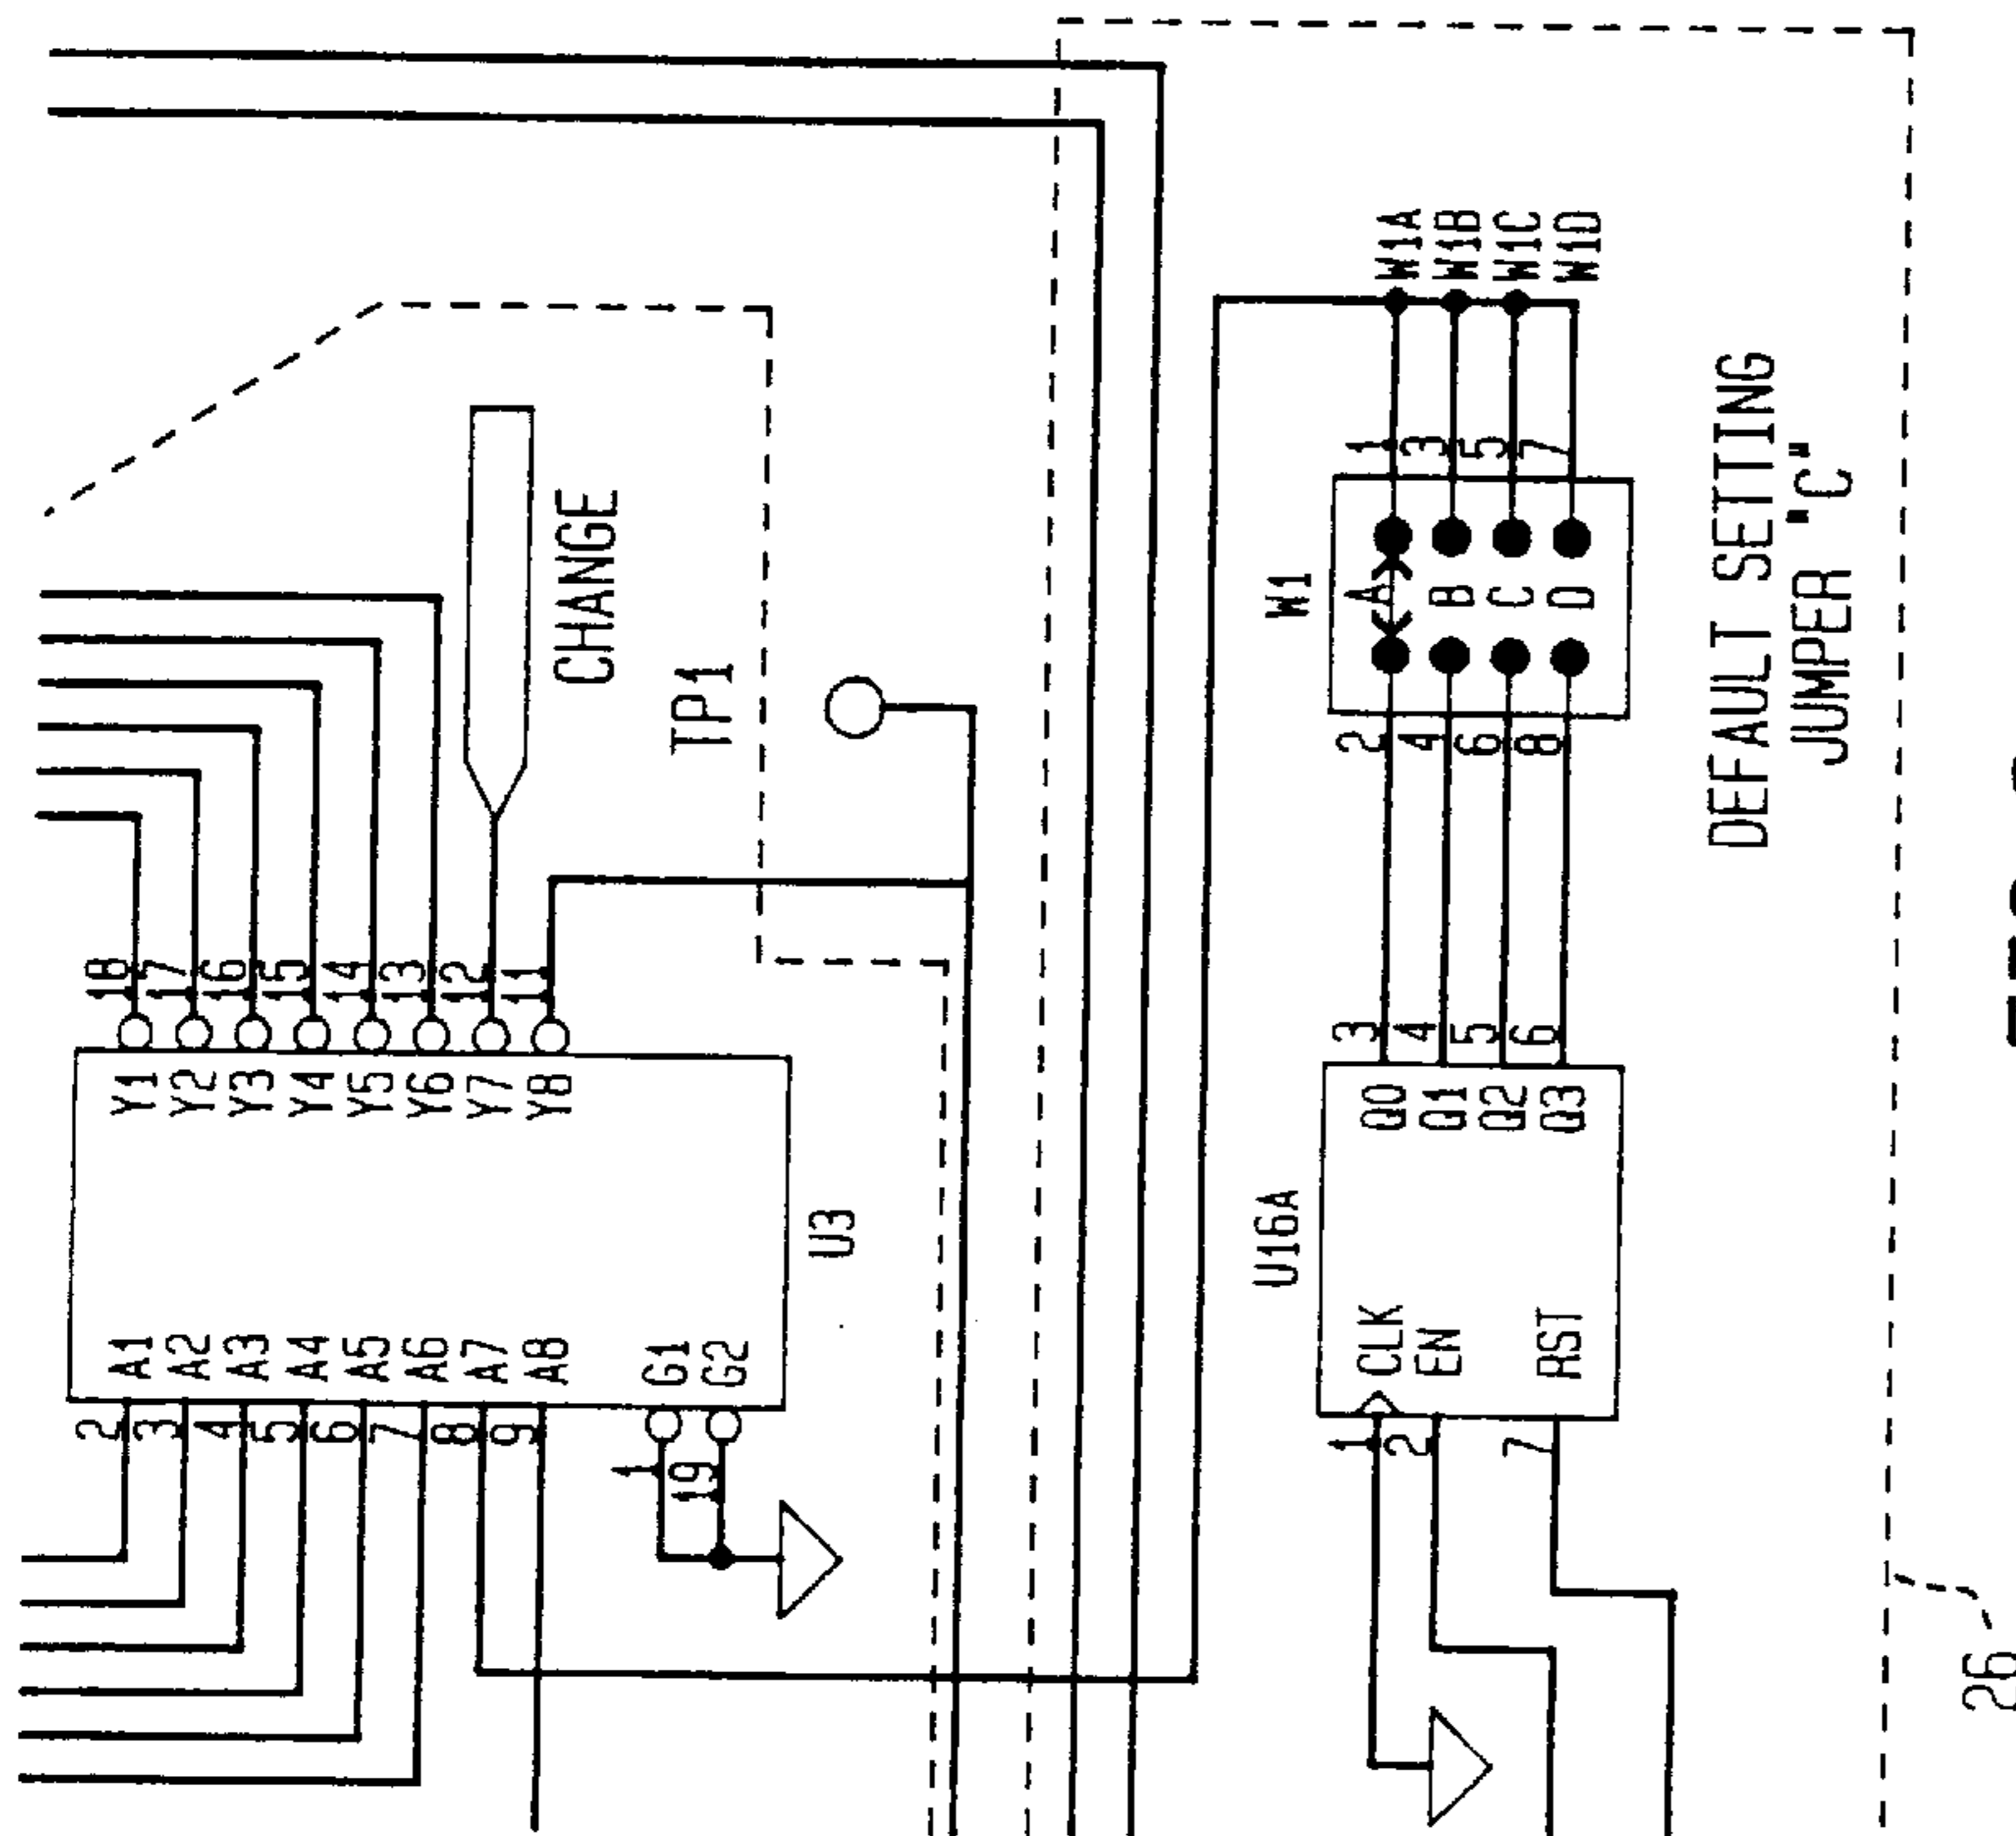 W1A
W1B
W1C
W1D
1
3
5
7
W1
A
B
C
D
2
4
6
8
DEFAULT SETTING
JUMPER "C"
CHANGE
TP1
18
17
16
15
14
13
12
11
Y1
Y2
Y3
Y4
Y5
Y6
Y7
Y8
U3
A1
A2
A3
A4
A5
A6
A7
A8
G1
G2
2
3
4
5
6
7
8
9
1
19
3
4
5
6
Q0
Q1
Q2
Q3
U16A
CLK
EN
RST
1
2
7
26